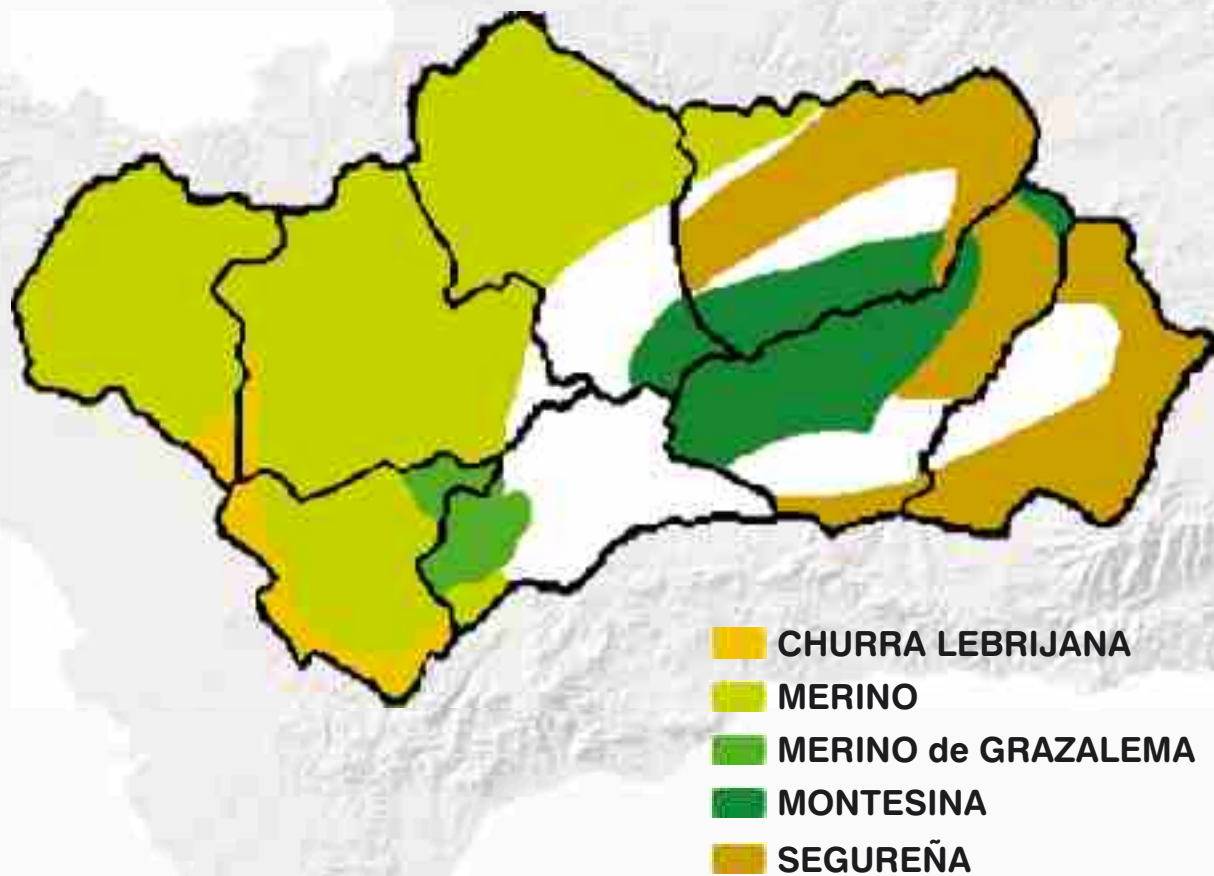 CHURRA LEBRIJANA
MERINO
MERINO de GRAZALEMA
MONTESINA
SEGUREÑA